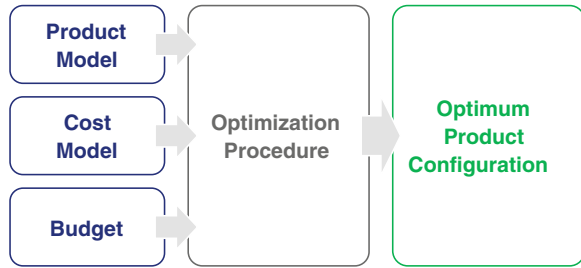 Product
Model
Cost
Model
Budget
Optimization
Procedure
Optimum
Product
Configuration